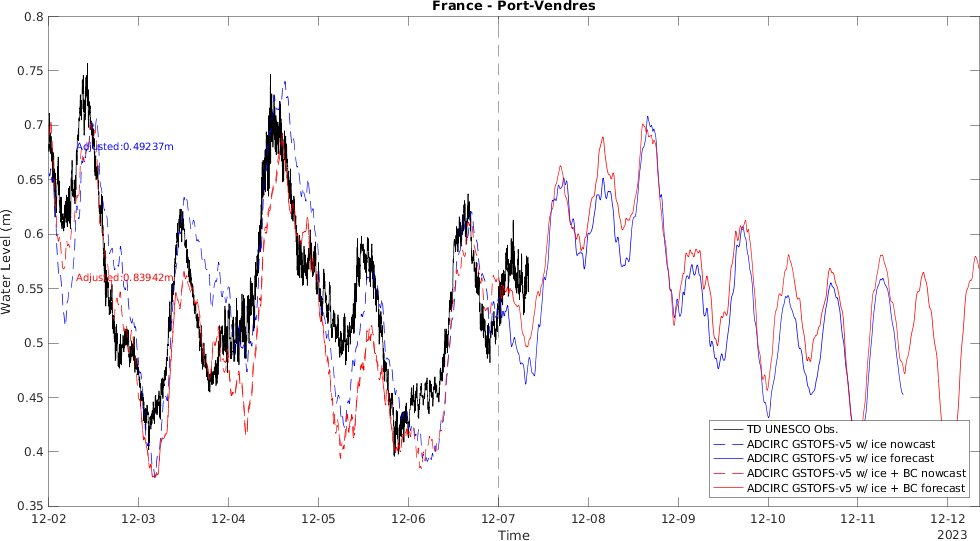 France - Port-Vendres
0.8
0.75
0.7
0.65
0.6
0.55
0.5
0.45
0.4
0.35
Water Level (m)
Adjusted:0.49237m
Adjusted:0.83942m
TD UNESCO Obs.
ADCIRC GSTOFS-v5 w/ ice nowcast
ADCIRC GSTOFS-v5 w/ ice forecast
ADCIRC GSTOFS-v5 w/ ice + BC nowcast
ADCIRC GSTOFS-v5 w/ ice + BC forecast
12-02 12-03 12-04 12-05 12-06 12-07 12-08 12-09 12-10 12-11 12-12
Time
2023